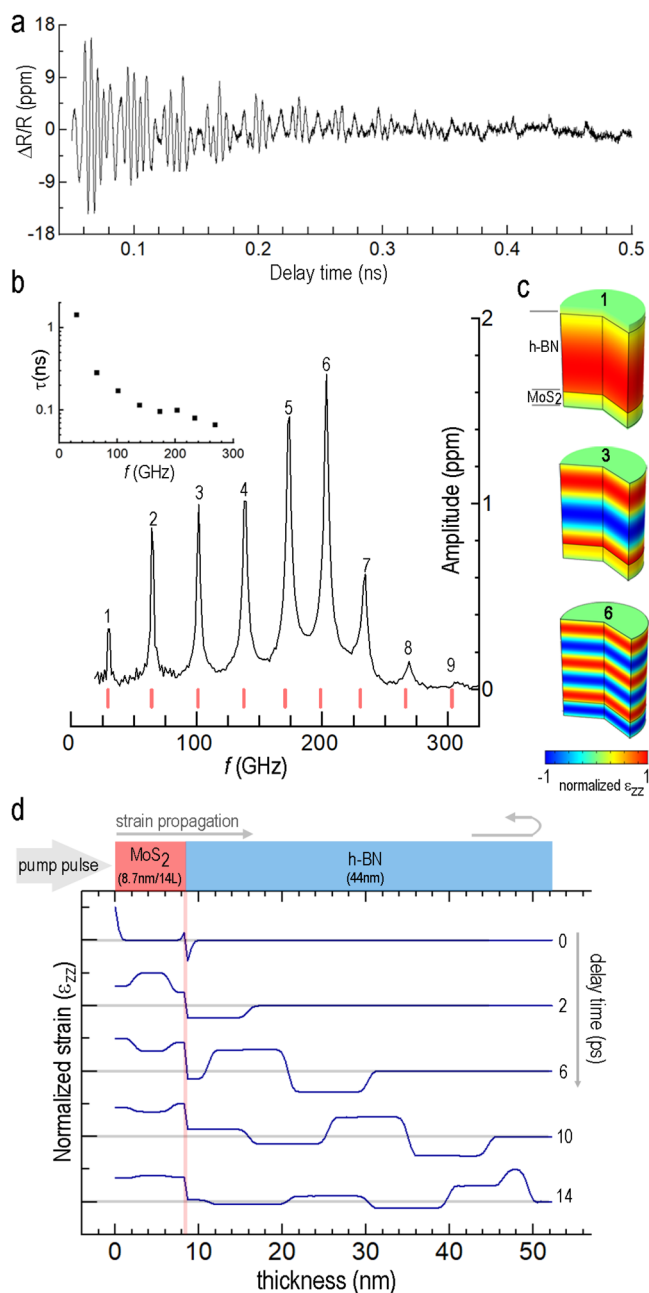 a
18
9
0
-9
-18
ΔR/R (ppm)
0.1 0.2 0.3 0.4 0.5
Delay time (ns)
b
1
0.1
τ(ns)
0 100 200 300
f (GHz)
1
2
3
4
5
6
7
8
9
2
1
0
Amplitude (ppm)
0 100 200 300
f (GHz)
c
1
h-BN
MoS2
3
6
-1 1
normalized εzz
d
strain propagation
pump pulse
MoS2
(8.7nm/14L)
h-BN
(44nm)
Normalized strain (εzz)
0
2
6
10
14
delay time (ps)
0 10 20 30 40 50
thickness (nm)